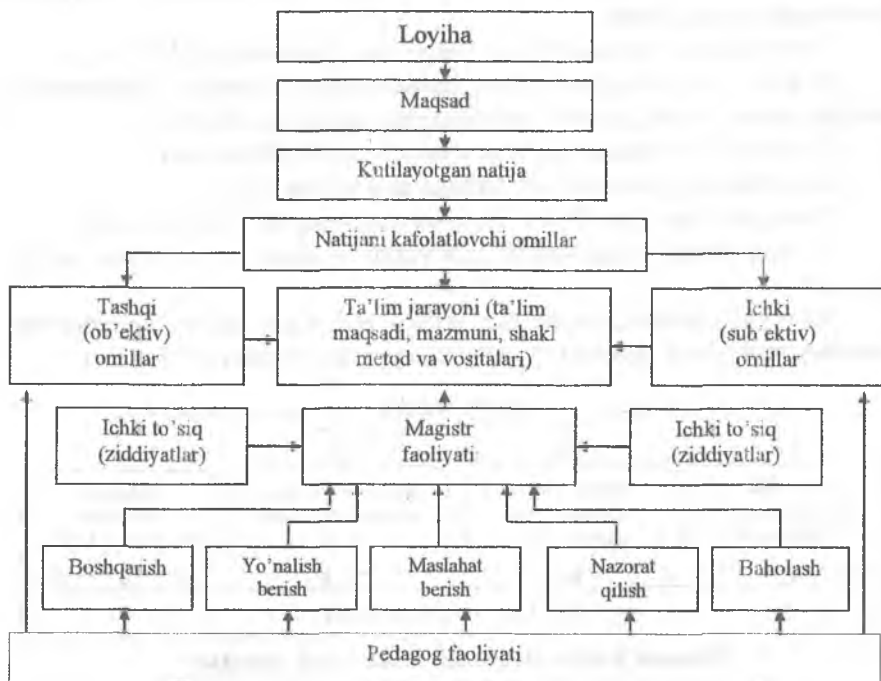 Loyiha
Maqsad
Kutilayotgan natija
Natijani kafolatlovchi omillar
Tashqi
(ob’ektiv)
omillar
Ta’lim jarayoni (ta’lim
maqsadi, mazmuni, shakl
metod va vositalari)
Ichki
(sub’ektiv)
omillar
Ichki to’siq
(ziddiyatlar)
Magistr
faoliyati
Ichki to’siq
(ziddiyatlar)
Boshqarish
Yo’nalish
berish
Maslahat
berish
Nazorat
qilish
Baholash
Pedagog faoliyati